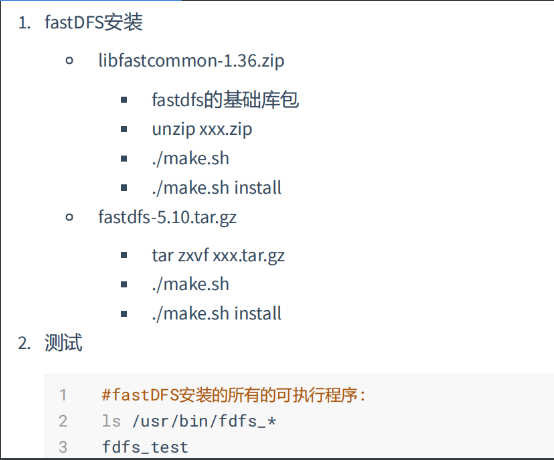 1. fastDFS安装
libfastcommon-1.36.zip
fastdfs的基础库包
unzip xxx.zip
./make.sh
./make.sh install
fastdfs-5.10.tar.gz
tar zxvf xxx.tar.gz
./make.sh
./make.sh install
2. 测试
1 #fastDFS安装的所有的可执行程序:
2 ls /usr/bin/fdfs_*
3 fdfs_test